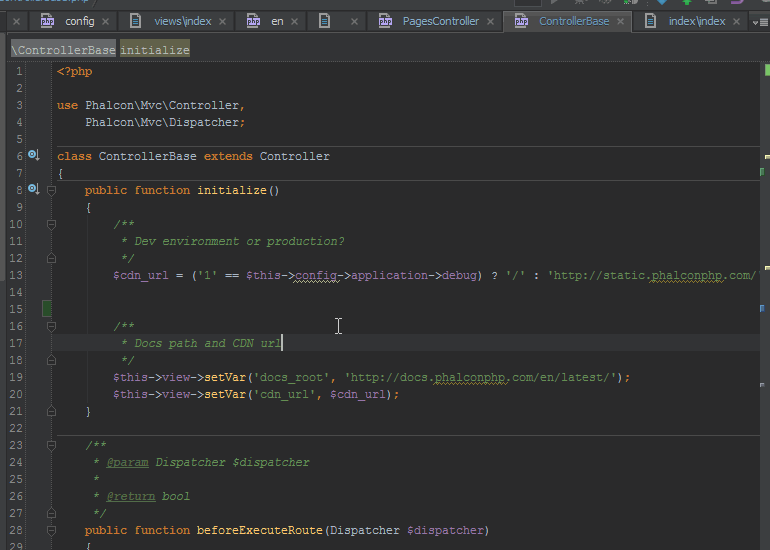 config views\index en PagesController ControllerBase index\index
\ControllerBase initialize
1 <?php
2
3 use Phalcon\Mvc\Controller,
4 Phalcon\Mvc\Dispatcher;
5
6 class ControllerBase extends Controller
7 {
8 public function initialize()
9 {
10 /**
11 * Dev environment or production?
12 */
13 $cdn_url = ('1' == $this->config->application->debug) ? '/' : 'http://static.phalconphp.com/
14
15
16 /**
17 * Docs path and CDN url
18 */
19 $this->view->setVar('docs_root', 'http://docs.phalconphp.com/en/latest/');
20 $this->view->setVar('cdn_url', $cdn_url);
21 }
22
23 /**
24 * @param Dispatcher $dispatcher
25 *
26 * @return bool
27 */
28 public function beforeExecuteRoute(Dispatcher $dispatcher)
29 {